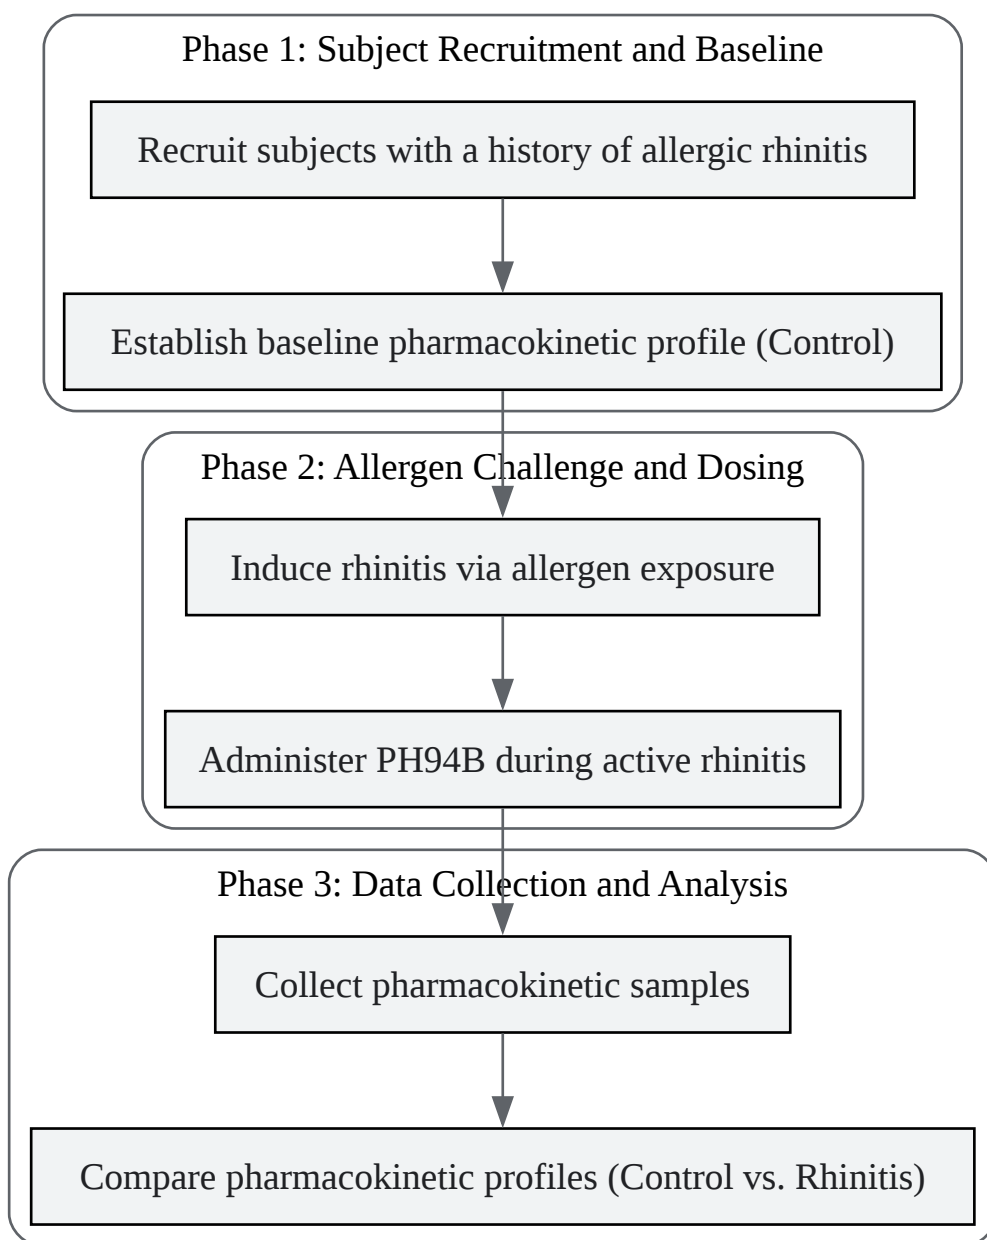 Phase 1: Subject Recruitment and Baseline
Recruit subjects with a history of allergic rhinitis
Establish baseline pharmacokinetic profile (Control)
Phase 2: Allergen Challenge and Dosing
Induce rhinitis via allergen exposure
Administer PH94B during active rhinitis
Phase 3: Data Collection and Analysis
Collect pharmacokinetic samples
Compare pharmacokinetic profiles (Control vs. Rhinitis)